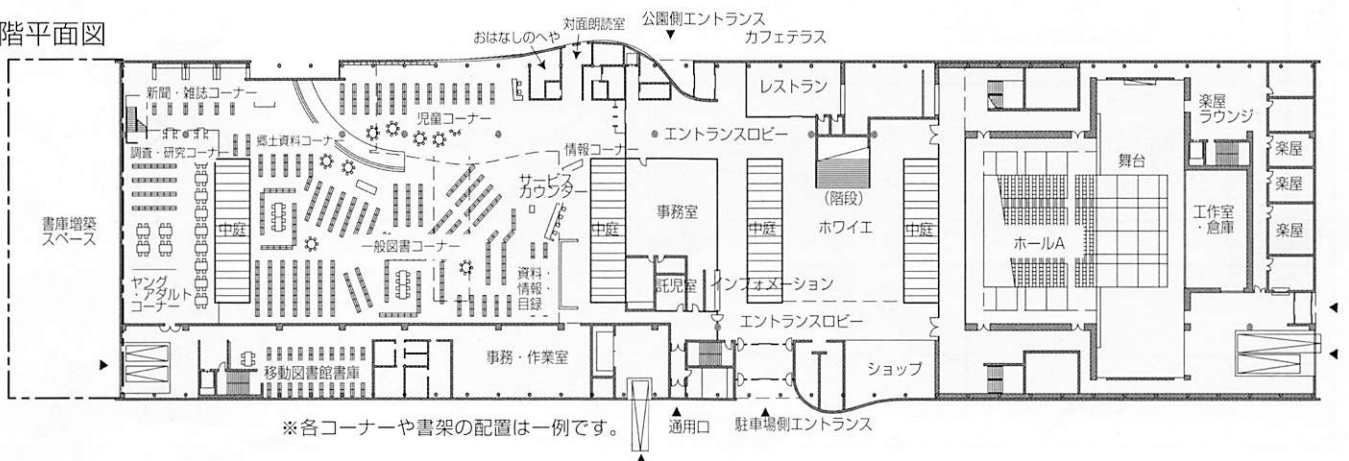 階平面図
公園側エントランス
対面朗読室
おはなしのへや
カフェテラス
新聞・雑誌コーナー
レストラン
楽屋
ラウンジ
児童コーナー
郷土資料コーナー
エントランスロビー
調査・研究コーナー
情報コーナー
楽屋
舞台
サービス
カウンター
楽屋
(階段)
書庫増築
スペース
中庭
中庭
事務室
中庭
ホワイエ
中庭
工作室
・倉庫
楽屋
ホールA
一般図書コーナー
資料・
情報・
目録
ヤング
・アダルト
コーナー
託児室
インフォメーション
エントランスロビー
事務・作業室
移動図書館書庫
ショップ
※各コーナーや書架の配置は一例です。
通用口
駐車場側エントランス